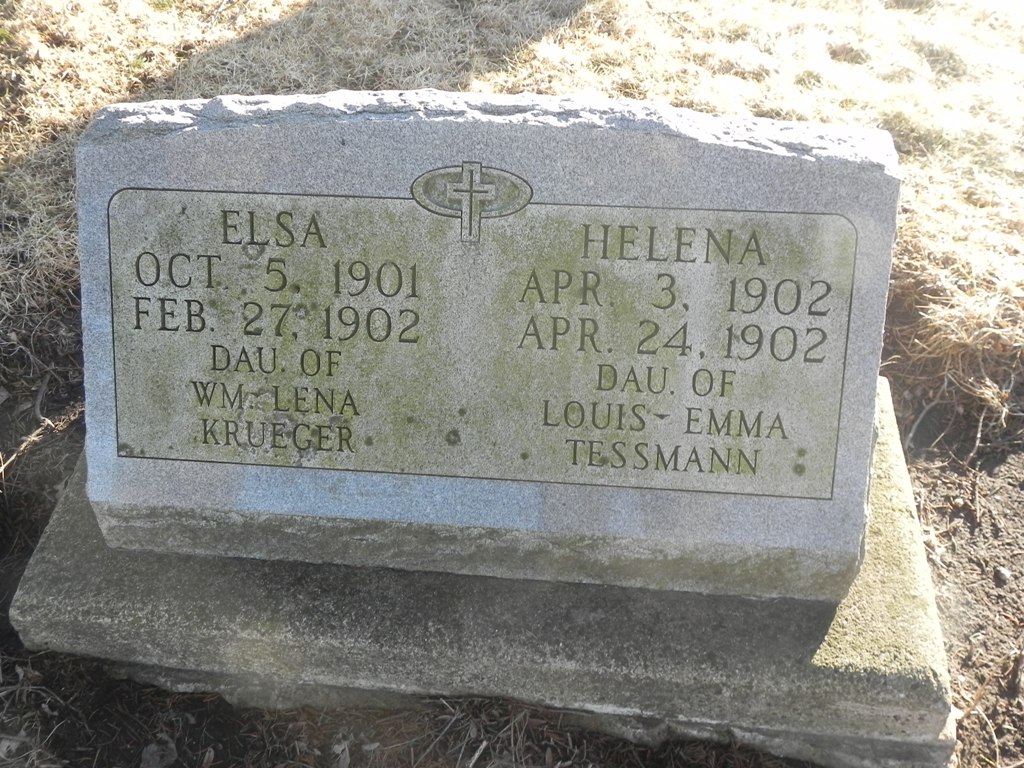 ELSA
OCT. 5, 1901
FEB. 27, 1902
DAU. OF
WM. LENA
KRUEGER
HELENA
APR. 3, 1902
APR. 24, 1902
DAU. OF
LOUIS - EMMA
TESSMANN